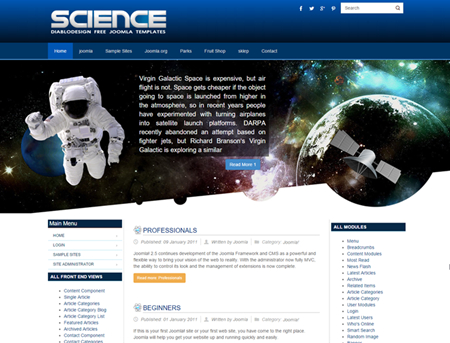 SCIENCE
DIABLODESIGN FREE JOOMLA TEMPLATES
Search
Home joomla Sample Sites Joomla.org Parks Fruit Shop sklep Contact
Virgin Galactic Space is expensive, but air
flight is not. Space gets cheaper if the object
going to space is launched from higher in
the atmosphere, so in recent years people
have experimented with turning airplanes
into satellite launch platforms. DARPA
recently abandoned an attempt based on
fighter jets, but Richard Branson's Virgin
Galactic is exploring a similar
Read More
Main Menu
HOME
LOGIN
SAMPLE SITES
SITE ADMINISTRATOR
ALL FRONT END VIEWS
Content Component
Single Article
Article Categories
Article Category Blog
Article Category List
Featured Articles
Archived Articles
Contact Component
Contact Categories
PROFESSIONALS
Published: 09 January 2011 Written by Joomla Category: Joomla!
Joomla! 2.5 continues development of the Joomla Framework and CMS as a powerful and
flexible way to bring your vision of the web to reality. With the administrator now fully MVC,
the ability to control its look and the management of extensions is now complete.
Read more: Professionals
BEGINNERS
Published: 01 January 2011 Written by Joomla Category: Joomla!
If this is your first Joomla! site or your first web site, you have come to the right place.
Joomla will help you get your website up and running quickly and easily.
ALL MODULES
Menu
Breadcrumbs
Content Modules
Most Read
News Flash
Latest Articles
Archive
Related Items
Article Categories
Article Category
User Modules
Login
Latest Users
Who's Online
Smart Search
Random Image